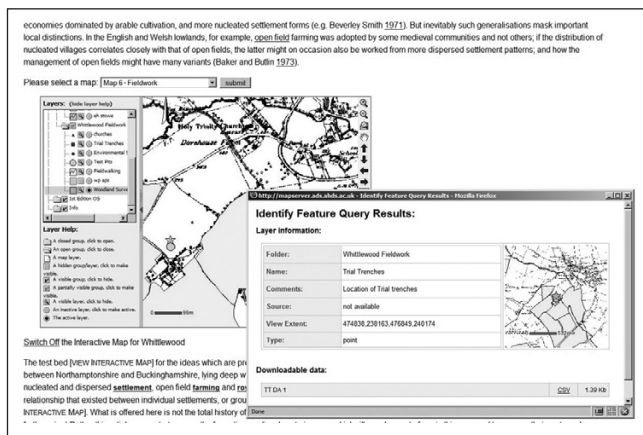 economies dominated by arable cultivation, and more nucleated settlement forms (e.g. Beverley Smith 1971). But inevitably such generalisations mask important
local distinctions. In the English and Welsh lowlands, for example, open field farming was adopted by some medieval communities and not others; if the distribution of
nucleated villages correlates closely with that of open fields, the latter might on occasion also be worked from more dispersed settlement patterns; and how the
management of open fields might have many variants (Baker and Butlin 1973).
Please select a map: Map 6 - Fieldwork submit
Layers: (hide layer help)
ah stowe
Whittlewood Fieldwork
churches
Trial Trenches
Environmental S
Test Pits
Fieldwalking
wp apx
Woodland Surve
1st Edition OS
Info
Layer Help:
A closed group, click to open.
An open group, click to close.
A map layer.
A hidden group/layer, click to make
visible.
A visible group, click to hide.
A partially visible group, click to make
visible.
A visible layer, click to hide.
An inactive layer, click to make active.
The active layer.
Holy Trinity Church
Dornhouse
99m
http://mapserver.ads.ahds.ac.uk - Identify Feature Query Results - Mozilla Firefox
Identify Feature Query Results:
Layer information:
Folder: Whittlewood Fieldwork
Name: Trial Trenches
Comments: Location of Trial trenches
Source: not available
View Extent: 474838,238163,476849,240174
Type: point
Downloadable data:
TT DA 1 CSV 1.39 Kb
Done
Switch Off the Interactive Map for Whittlewood
The test bed [VIEW INTERACTIVE MAP] for the ideas which are pre
between Northamptonshire and Buckinghamshire, lying deep w
nucleated and dispersed settlement, open field farming and ro
relationship that existed between individual settlements, or grou
INTERACTIVE MAP]. What is offered here is not the total history of